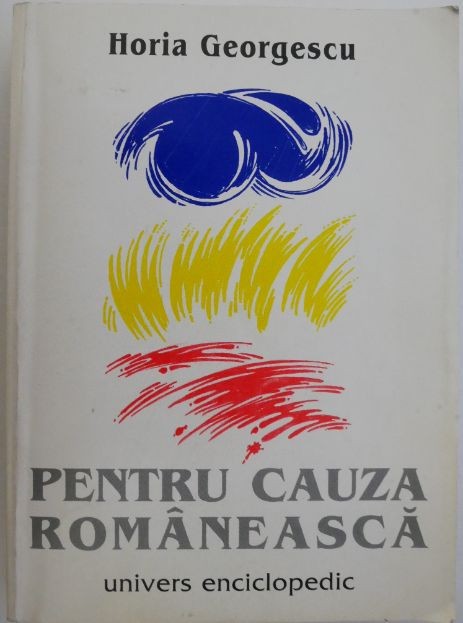 Horia Georgescu
PENTRU CAUZA
ROMÂNEASCĂ
univers enciclopedic